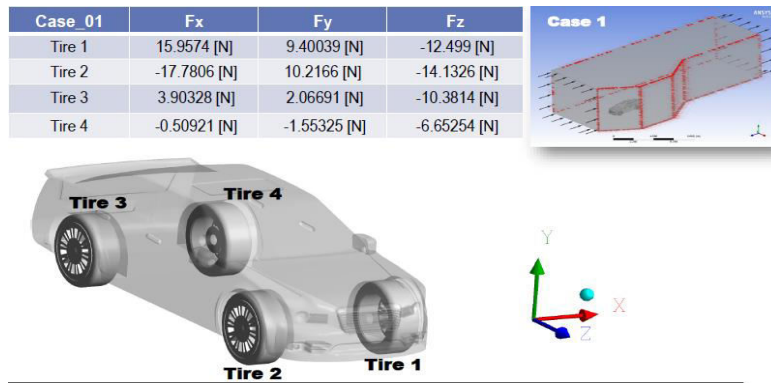 Case_01 Fx Fy Fz
Tire 1 15.9574 [N] 9.40039 [N] -12.499 [N]
Tire 2 -17.7806 [N] 10.2166 [N] -14.1326 [N]
Tire 3 3.90328 [N] 2.06691 [N] -10.3814 [N]
Tire 4 -0.50921 [N] -1.55325 [N] -6.65254 [N]
Case 1
Tire 4
Tire 3
Tire 1
Tire 2
Y
X
Z